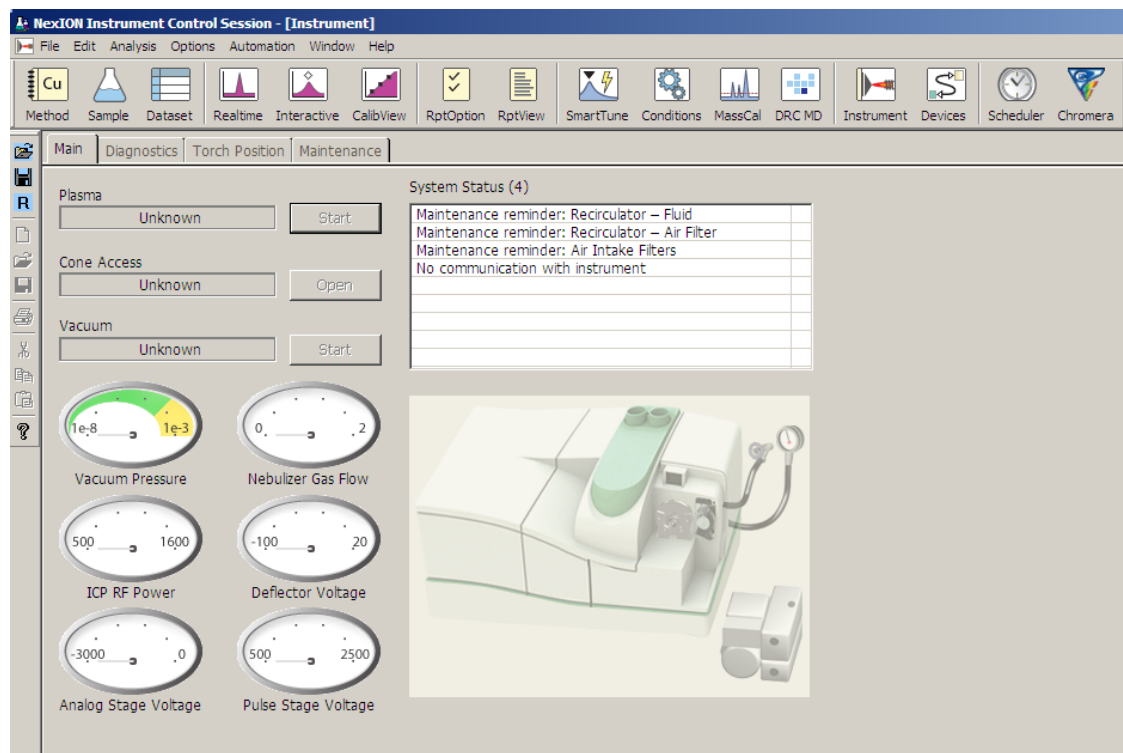 NexION Instrument Control Session - [Instrument]
File Edit Analysis Options Automation Window Help
Cu
Method Sample Dataset Realtime Interactive CalibView RptOption RptView SmartTune Conditions MassCal DRC MD Instrument Devices Scheduler Chromera
Main Diagnostics Torch Position Maintenance
R
Plasma
Unknown Start
Cone Access
Unknown Open
Vacuum
Unknown Start
System Status (4)
Maintenance reminder: Recirculator – Fluid
Maintenance reminder: Recirculator – Air Filter
Maintenance reminder: Air Intake Filters
No communication with instrument
1e-8 1e-3
Vacuum Pressure
0 2
Nebulizer Gas Flow
500 1600
ICP RF Power
-100 20
Deflector Voltage
-3000 0
Analog Stage Voltage
500 2500
Pulse Stage Voltage
?